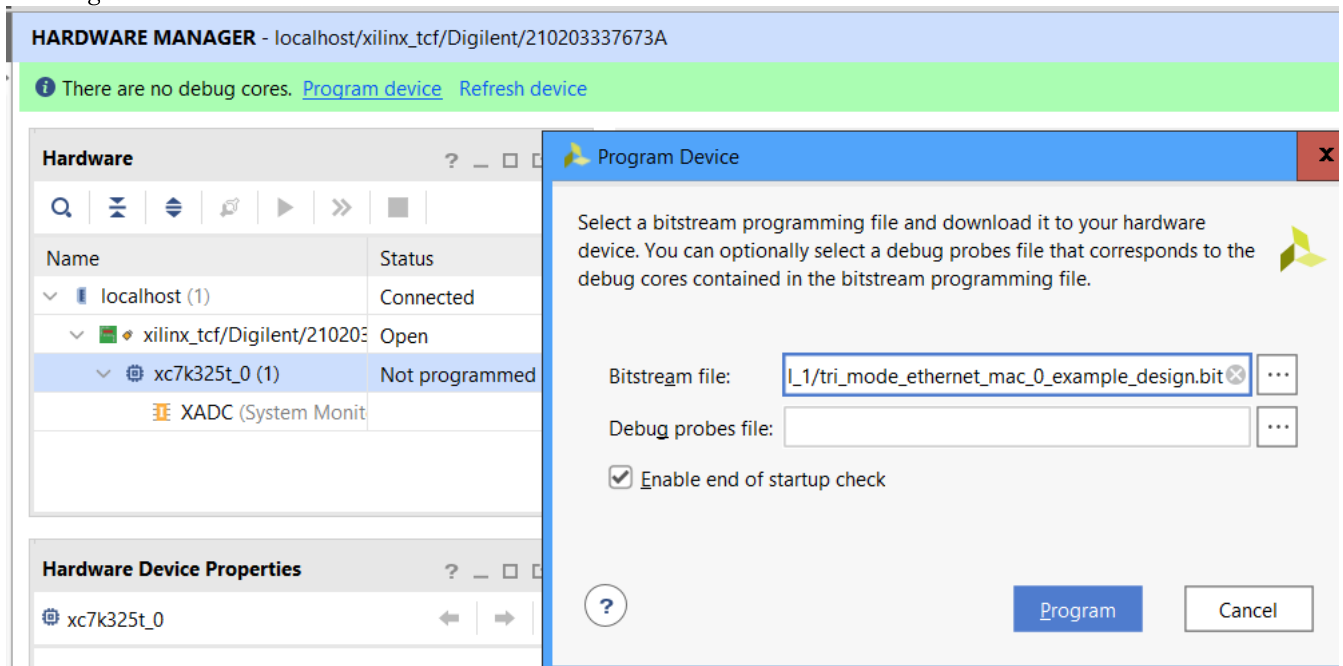 HARDWARE MANAGER - localhost/xilinx_tcf/Digilent/210203337673A
There are no debug cores. Program device Refresh device
Hardware
Name Status
localhost (1) Connected
xilinx_tcf/Digilent/210203 Open
xc7k325t_0 (1) Not programmed
XADC (System Monit
Hardware Device Properties
xc7k325t_0
Program Device
x
Select a bitstream programming file and download it to your hardware
device. You can optionally select a debug probes file that corresponds to the
debug cores contained in the bitstream programming file.
Bitstream file: l_1/tri_mode_ethernet_mac_0_example_design.bit ...
Debug probes file: ...
Enable end of startup check
? Program Cancel